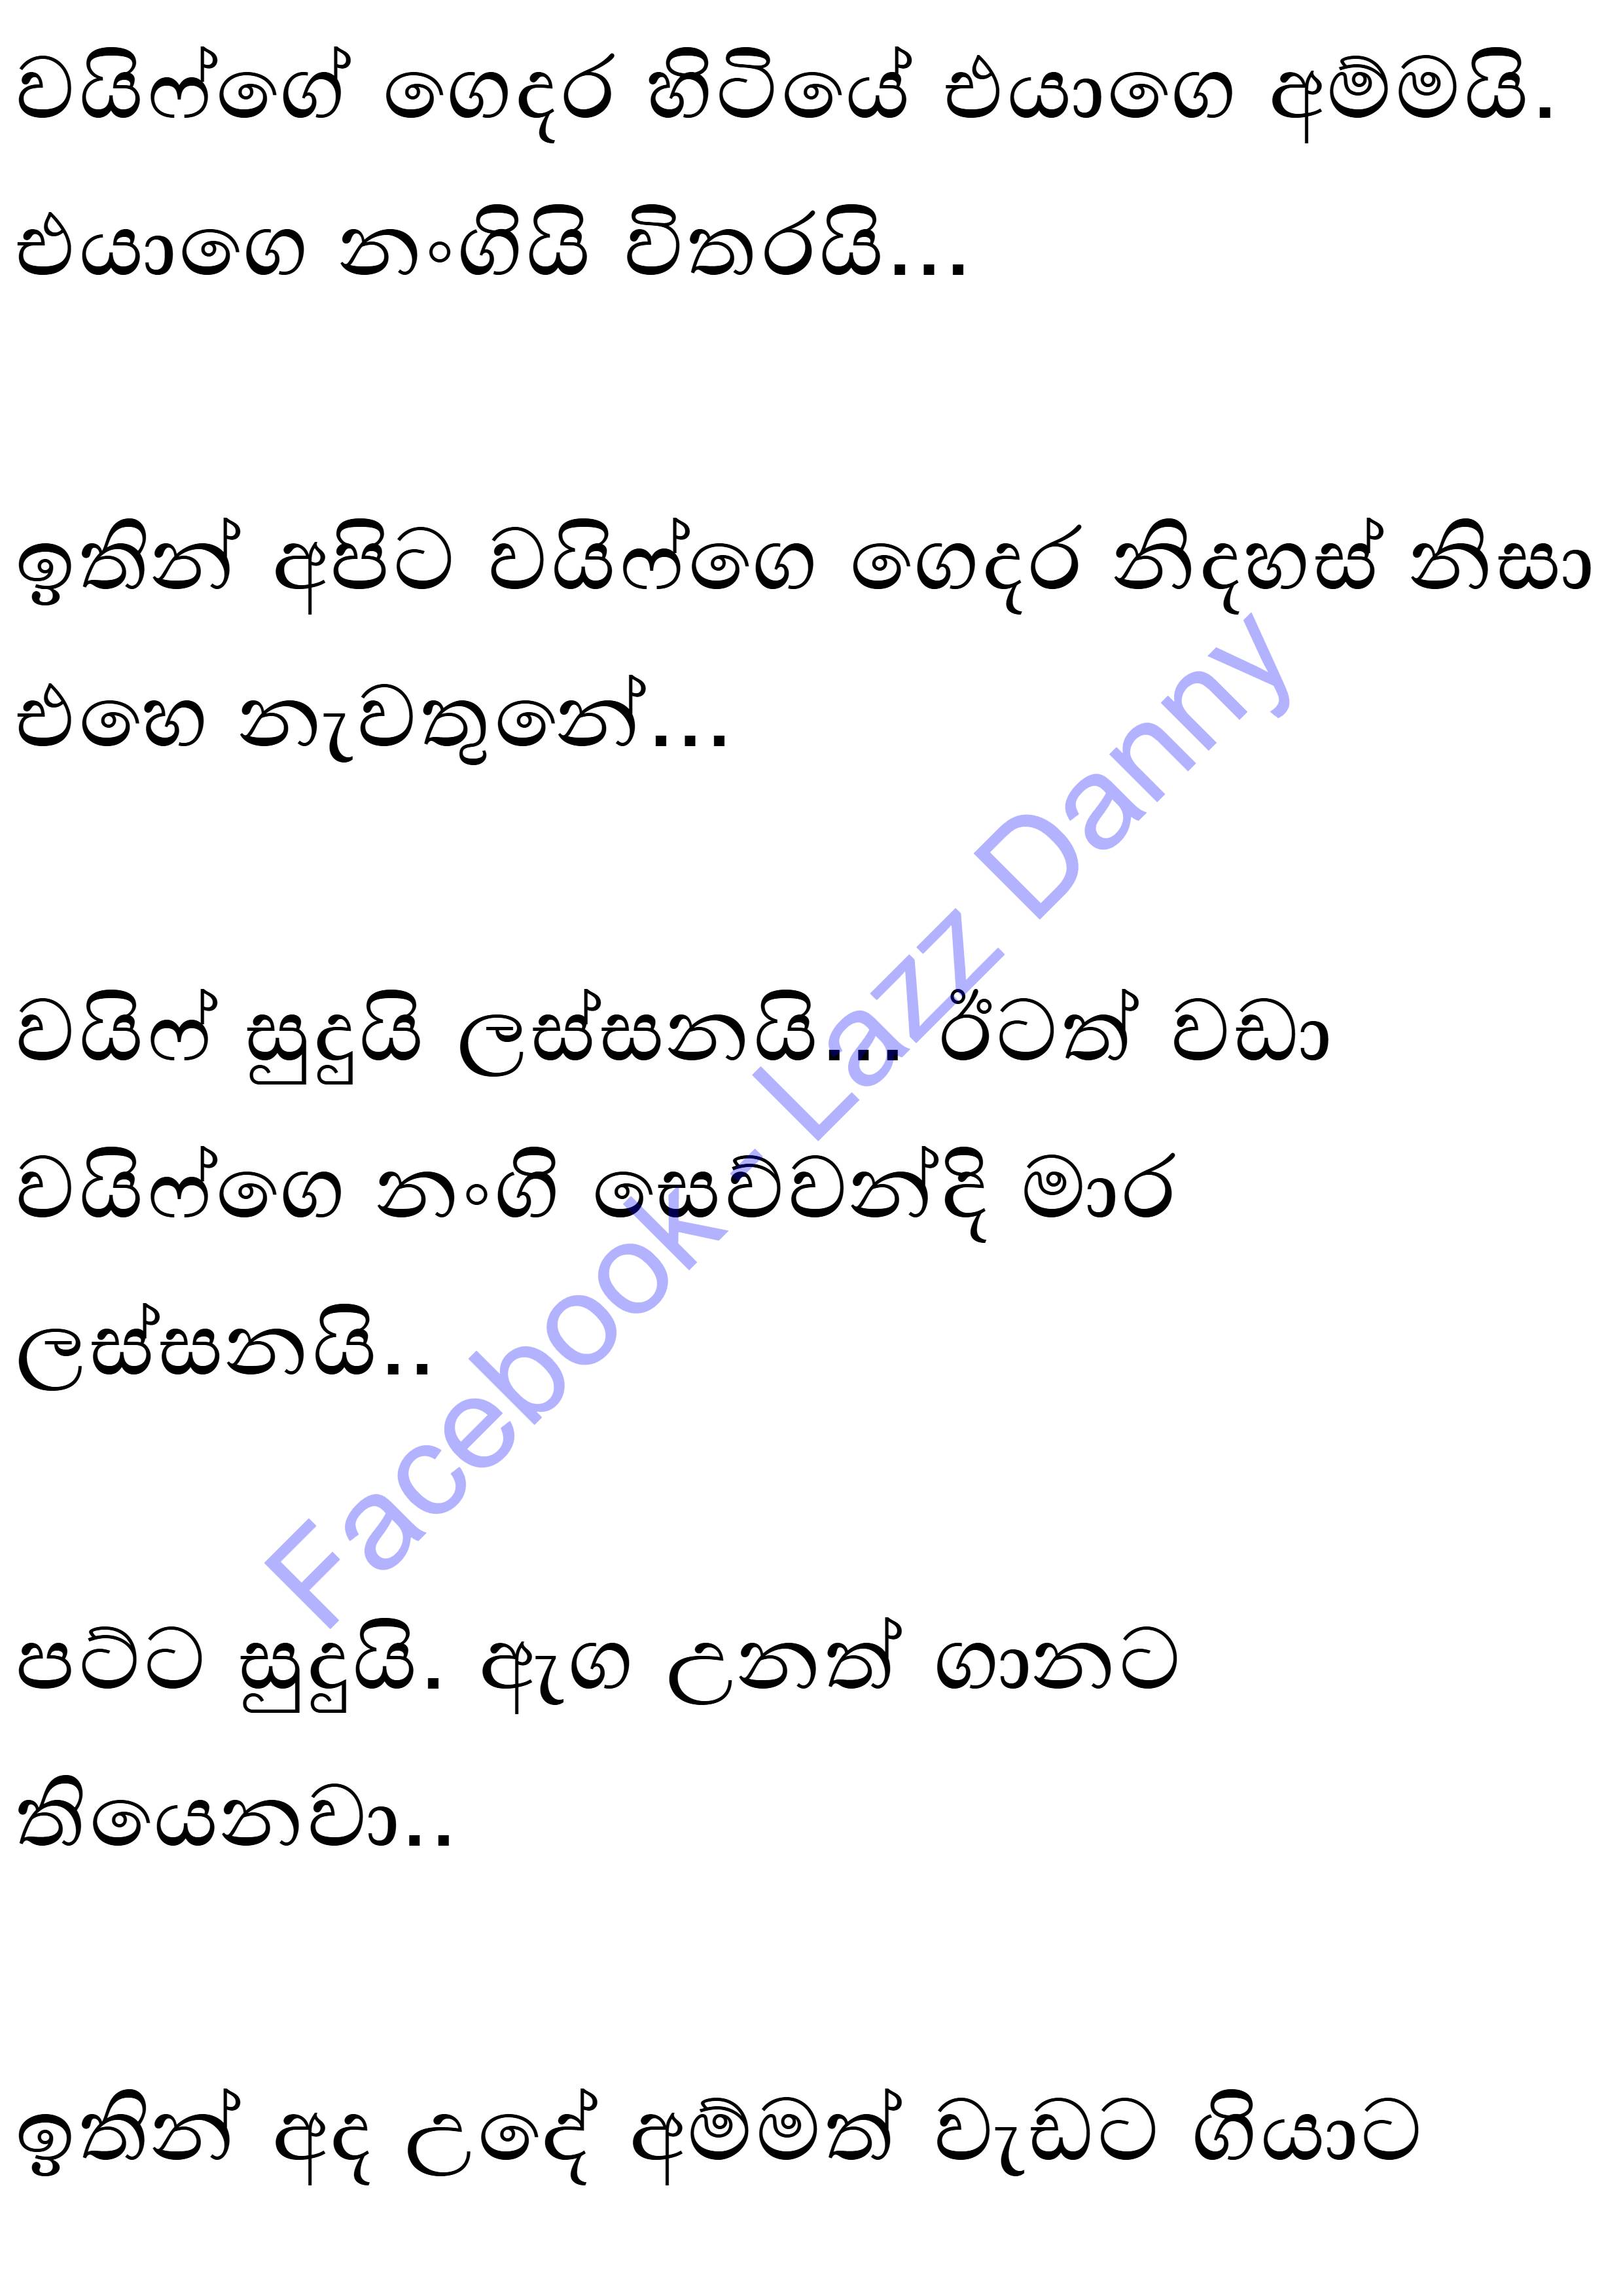 වයිෆ්ගේ ගෙදර හිටියේ එයාගෙ අම්මයි.
එයාගෙ නංගියි විතරයි...
ඉතින් අපිට වයිෆ්ගෙ ගෙදර නිදහස් නිසා
එහෙ නැවතුනේ...
වයිෆ් සුදුයි ලස්සනයි... ඊටත් වඩා
වයිෆ්ගෙ නංගි සෙව්වන්දි මාර
ලස්සනයි..
පට්ට සුදුයි. ඇග උනත් ගානට
තියෙනවා..
ඉතින් අද උදේ අම්මත් වැඩට ගියාට
Facebook - Lazz Danny